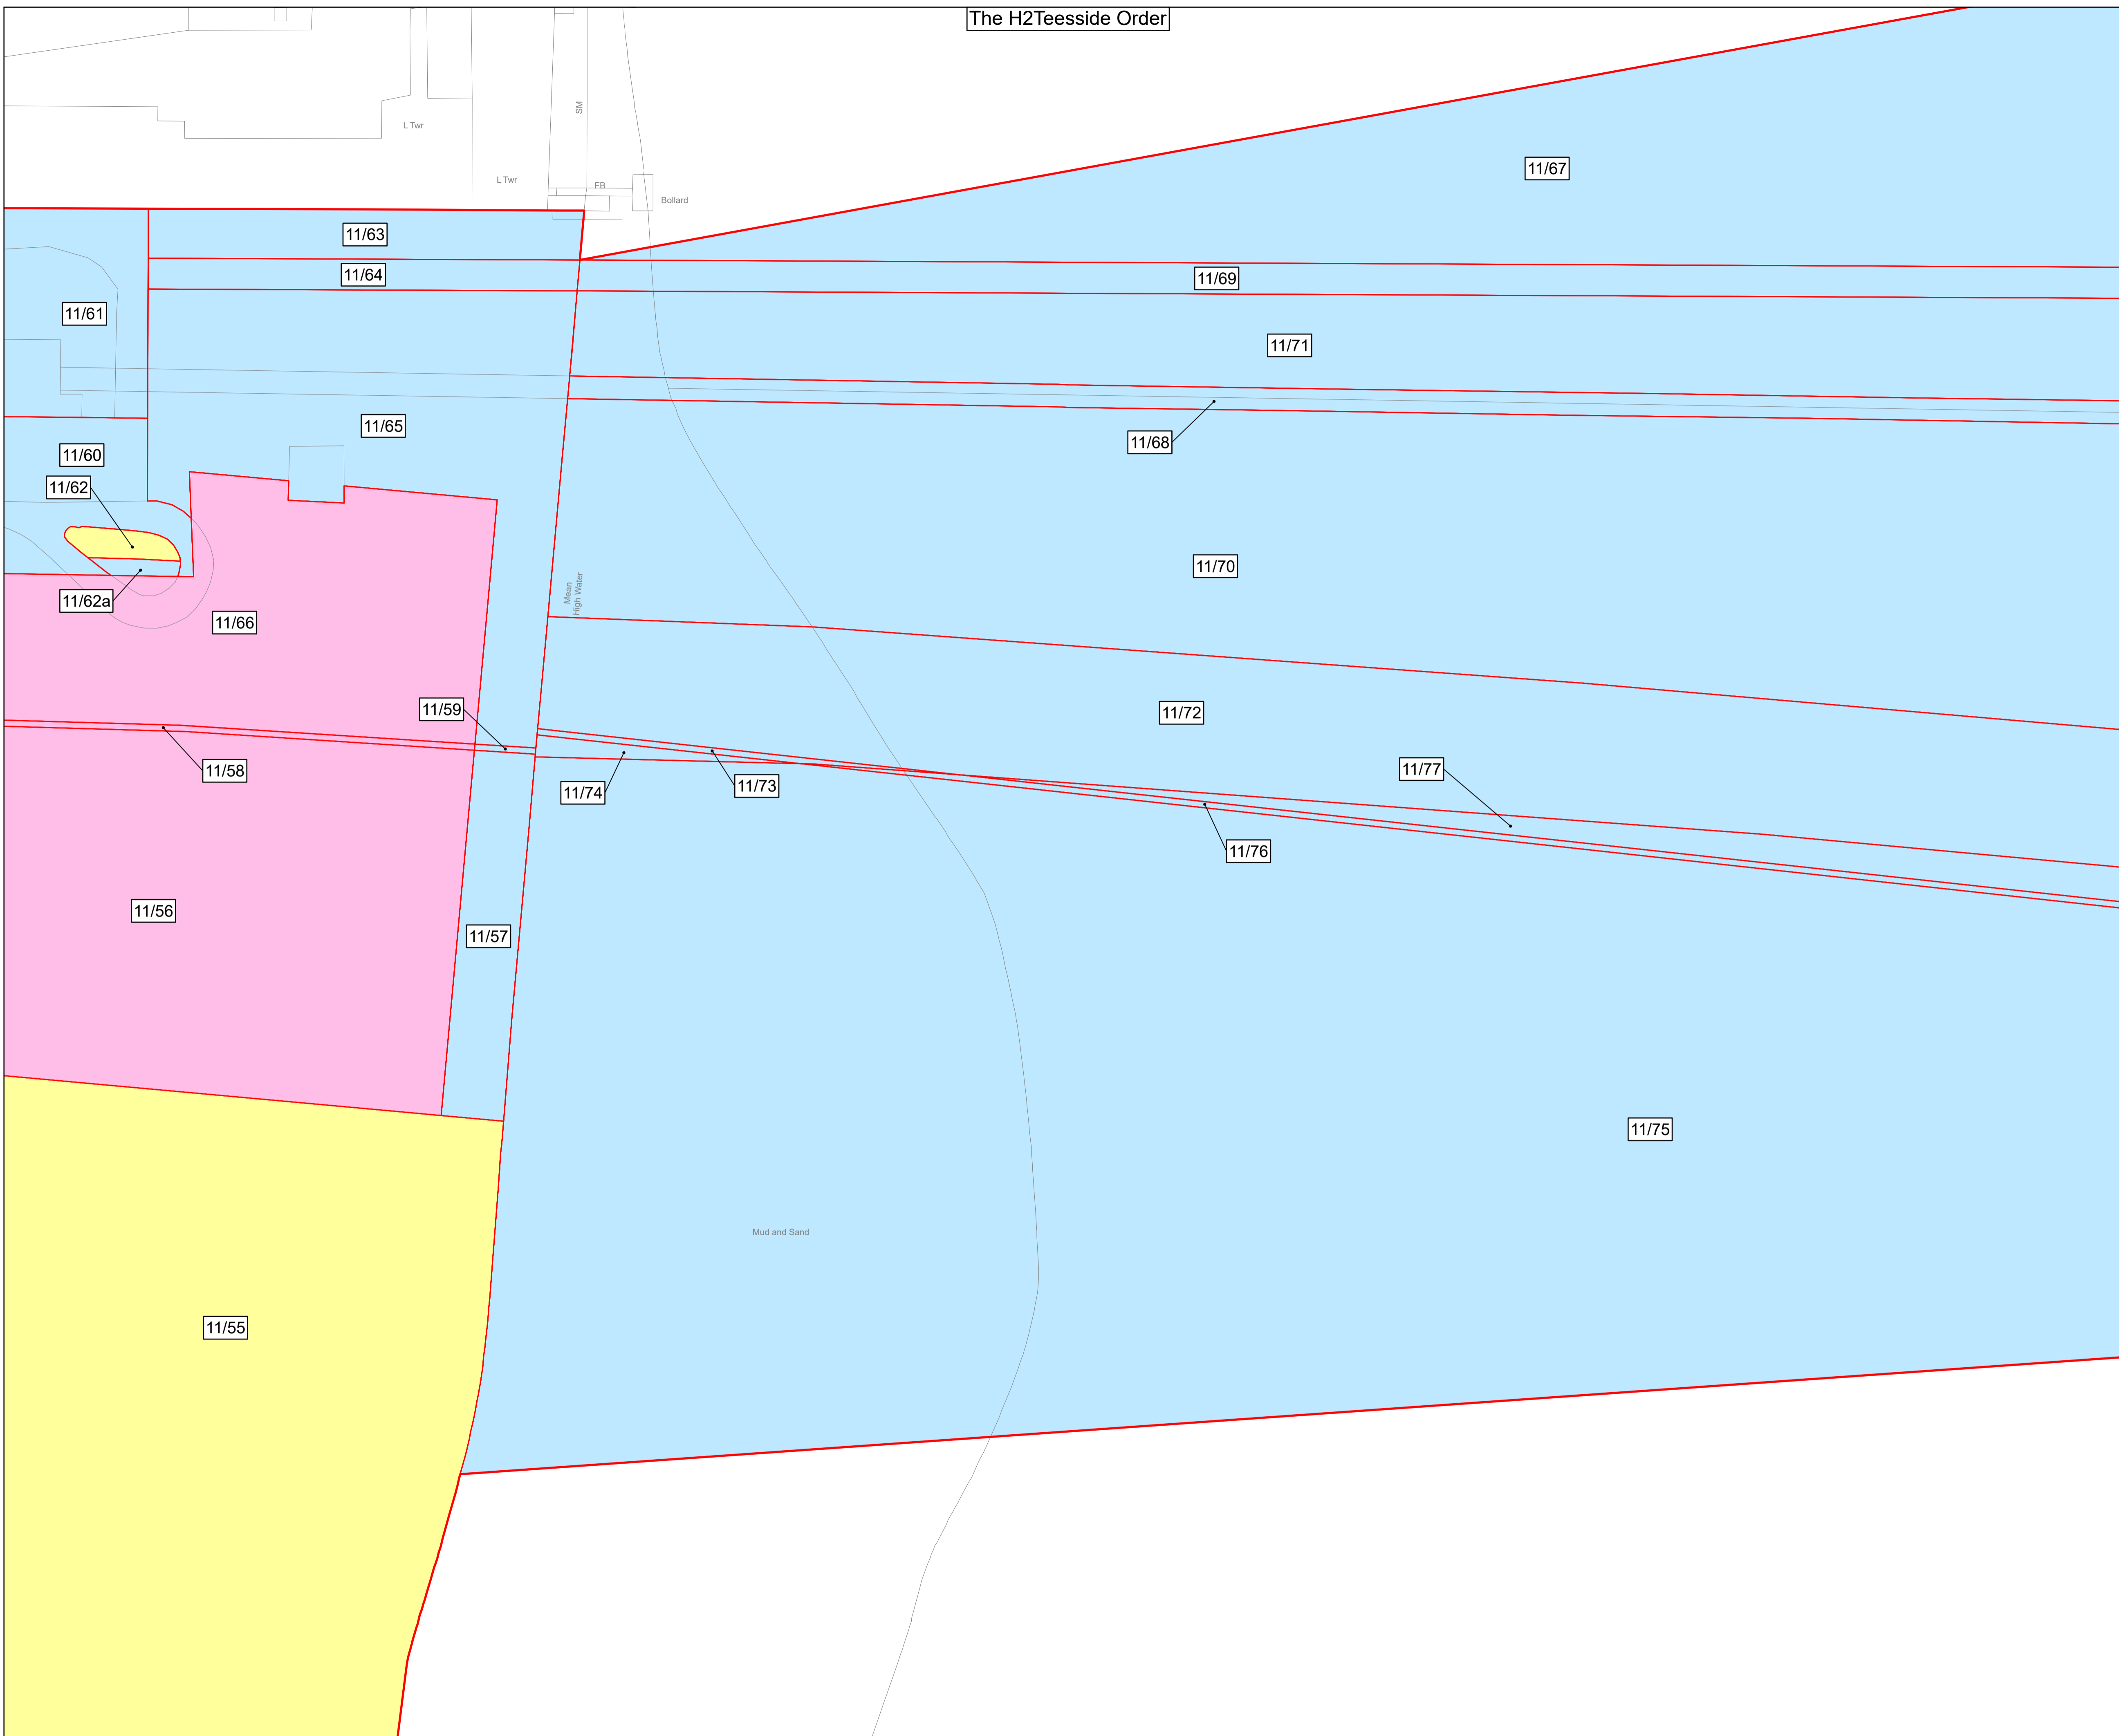 The H2Teesside Order
SM
L Twr
L Twr
FB
Bollard
11/67
11/63
11/64
11/69
11/61
11/71
11/65
11/68
11/60
11/62
11/70
11/62a
Mean
High Water
11/66
11/59
11/72
11/58
11/77
11/73
11/74
11/76
11/56
11/57
11/75
Mud and Sand
11/55